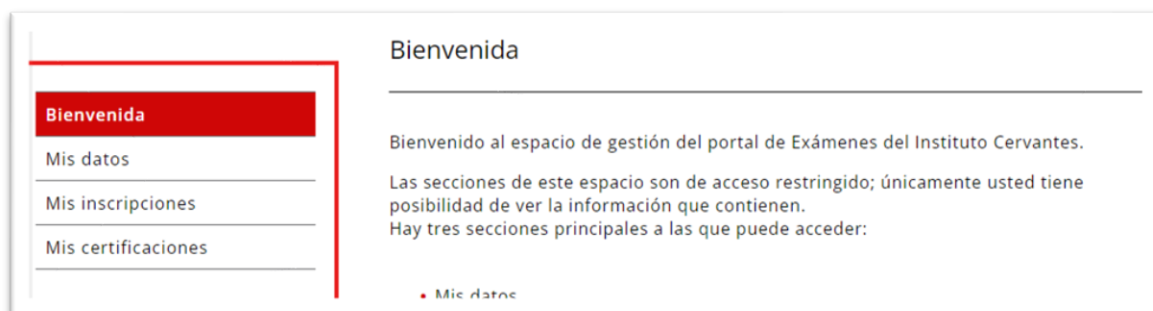 Bienvenida
Mis datos
Mis inscripciones
Mis certificaciones
Bienvenida
Bienvenido al espacio de gestión del portal de Exámenes del Instituto Cervantes.
Las secciones de este espacio son de acceso restringido; únicamente usted tiene
posibilidad de ver la información que contienen.
Hay tres secciones principales a las que puede acceder:
• Mis datos